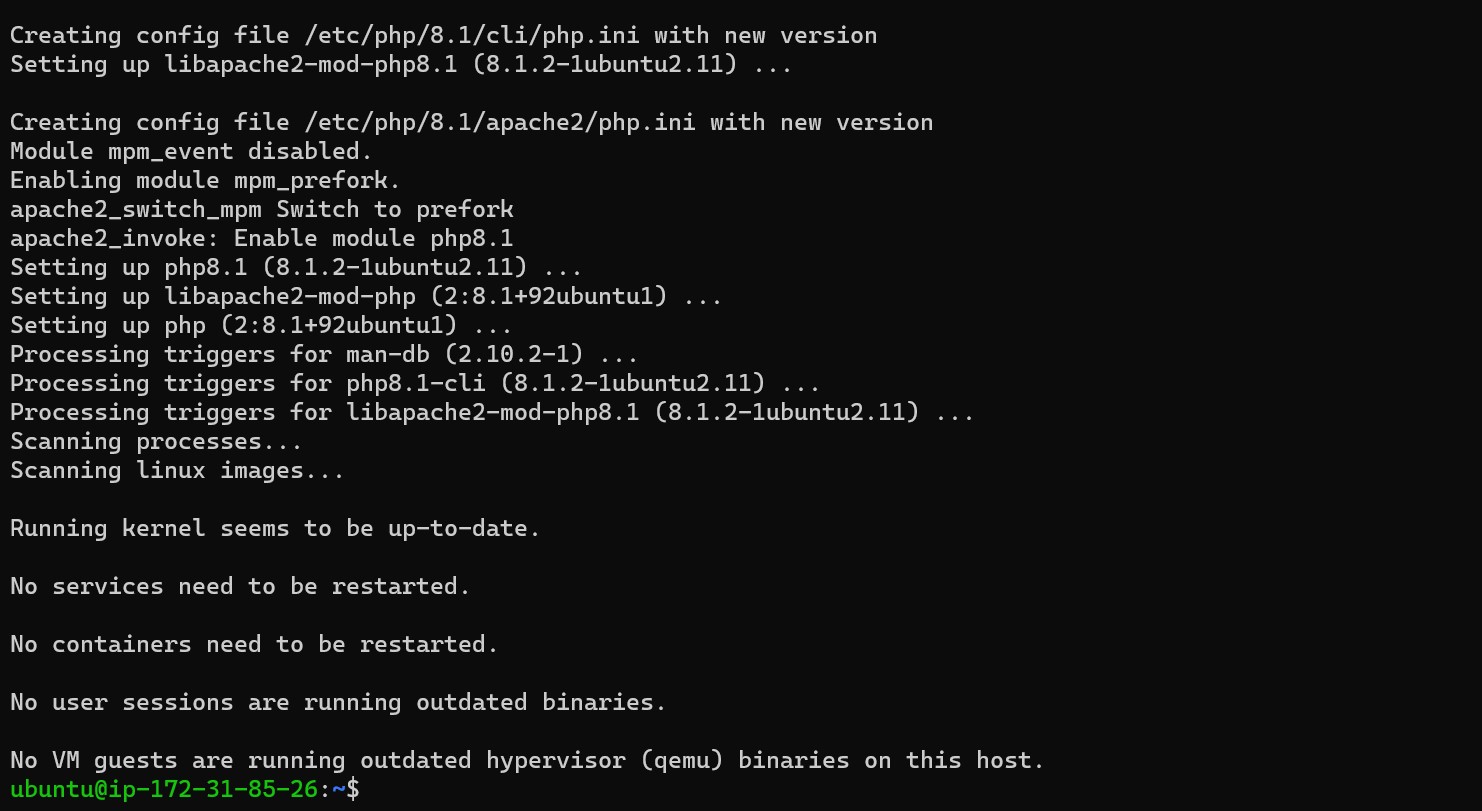 Creating config file /etc/php/8.1/cli/php.ini with new version
Setting up libapache2-mod-php8.1 (8.1.2-1ubuntu2.11) ...
Creating config file /etc/php/8.1/apache2/php.ini with new version
Module mpm_event disabled.
Enabling module mpm_prefork.
apache2_switch_mpm Switch to prefork
apache2_invoke: Enable module php8.1
Setting up php8.1 (8.1.2-1ubuntu2.11) ...
Setting up libapache2-mod-php (2:8.1+92ubuntu1) ...
Setting up php (2:8.1+92ubuntu1) ...
Processing triggers for man-db (2.10.2-1) ...
Processing triggers for php8.1-cli (8.1.2-1ubuntu2.11) ...
Processing triggers for libapache2-mod-php8.1 (8.1.2-1ubuntu2.11) ...
Scanning processes...
Scanning linux images...
Running kernel seems to be up-to-date.
No services need to be restarted.
No containers need to be restarted.
No user sessions are running outdated binaries.
No VM guests are running outdated hypervisor (qemu) binaries on this host.
ubuntu@ip-172-31-85-26:~$